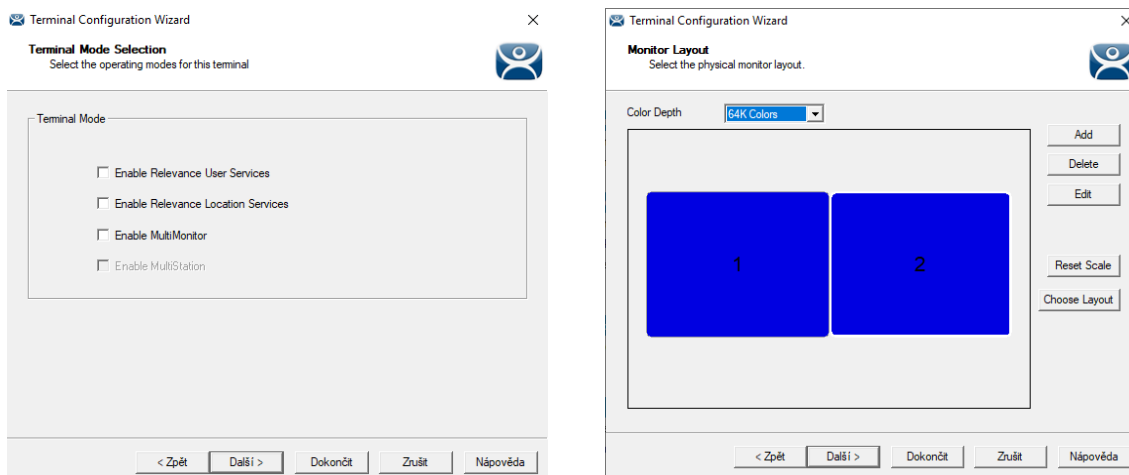 Terminal Configuration Wizard
Terminal Mode Selection
Select the operating modes for this terminal
Terminal Mode
Enable Relevance User Services
Enable Relevance Location Services
Enable MultiMonitor
Enable MultiStation
< Zpět
Další >
Dokončit
Zrušit
Nápověda
Terminal Configuration Wizard
Monitor Layout
Select the physical monitor layout.
Color Depth
64K Colors
Add
Delete
Edit
1
2
Reset Scale
Choose Layout
< Zpět
Další >
Dokončit
Zrušit
Nápověda